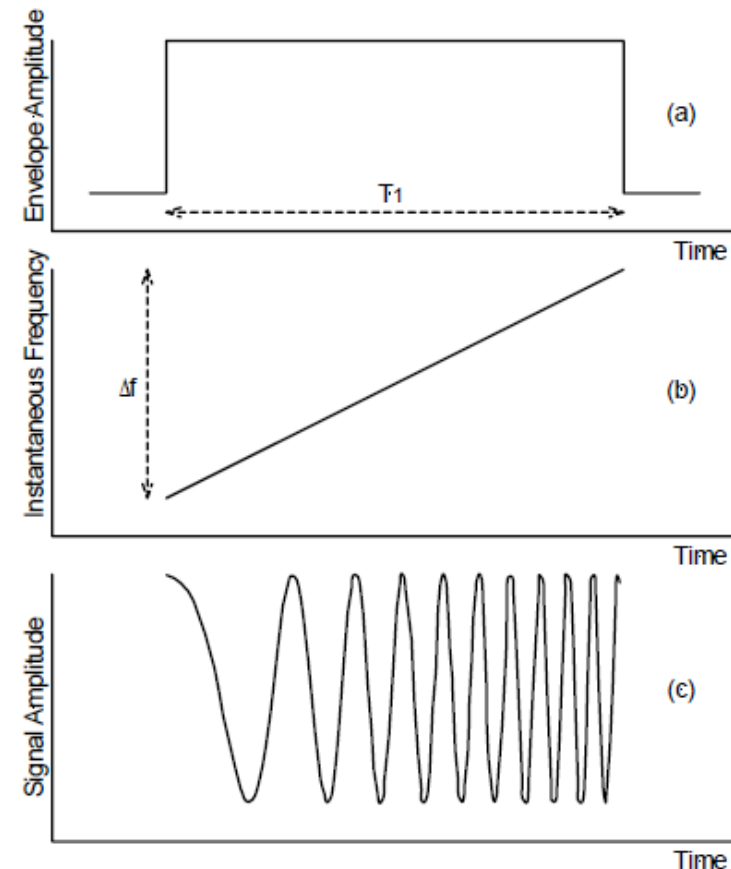 Envelope Amplitude
(a)
T1
Time
Instantaneous Frequency
Δf
(b)
Time
Signal Amplitude
(c)
Time